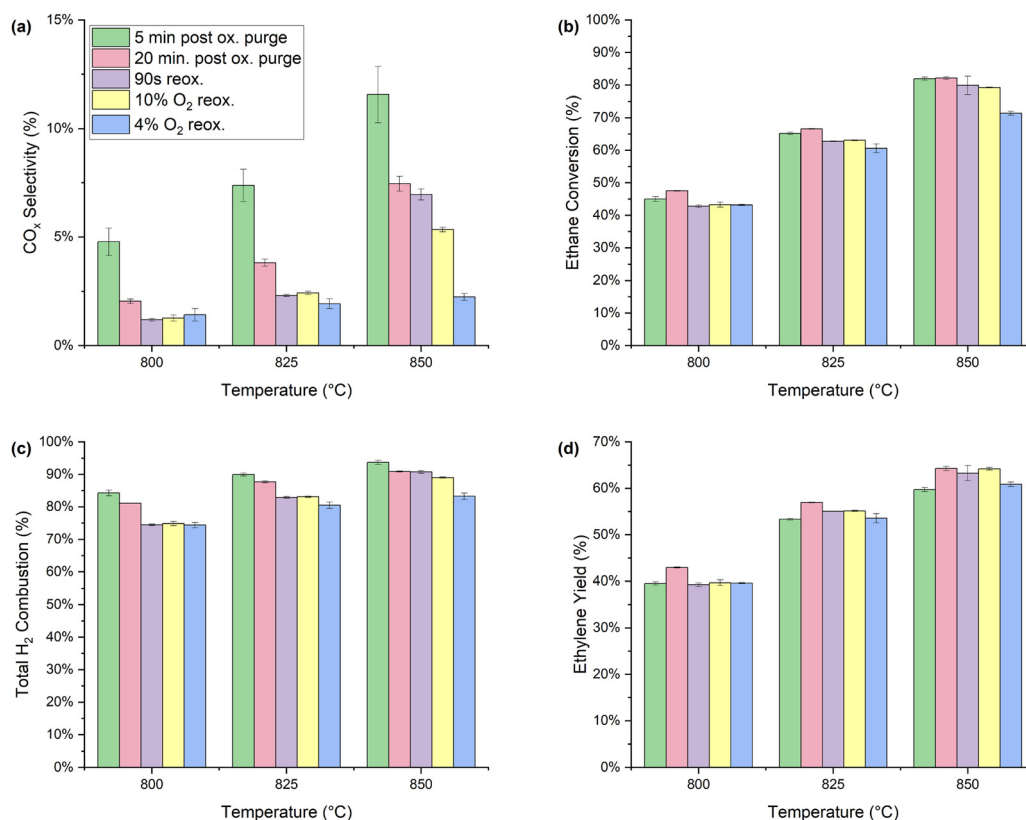 (a)
15%
10%
5%
0%
COₓ Selectivity (%)
5 min post ox. purge
20 min. post ox. purge
90s reox.
10% O₂ reox.
4% O₂ reox.
800 825 850
Temperature (°C)
(b)
100%
90%
80%
70%
60%
50%
40%
30%
20%
10%
0%
Ethane Conversion (%)
800 825 850
Temperature (°C)
(c)
100%
90%
80%
70%
60%
50%
40%
30%
20%
10%
0%
Total H₂ Combustion (%)
800 825 850
Temperature (°C)
(d)
70%
60%
50%
40%
30%
20%
10%
0%
Ethylene Yield (%)
800 825 850
Temperature (°C)